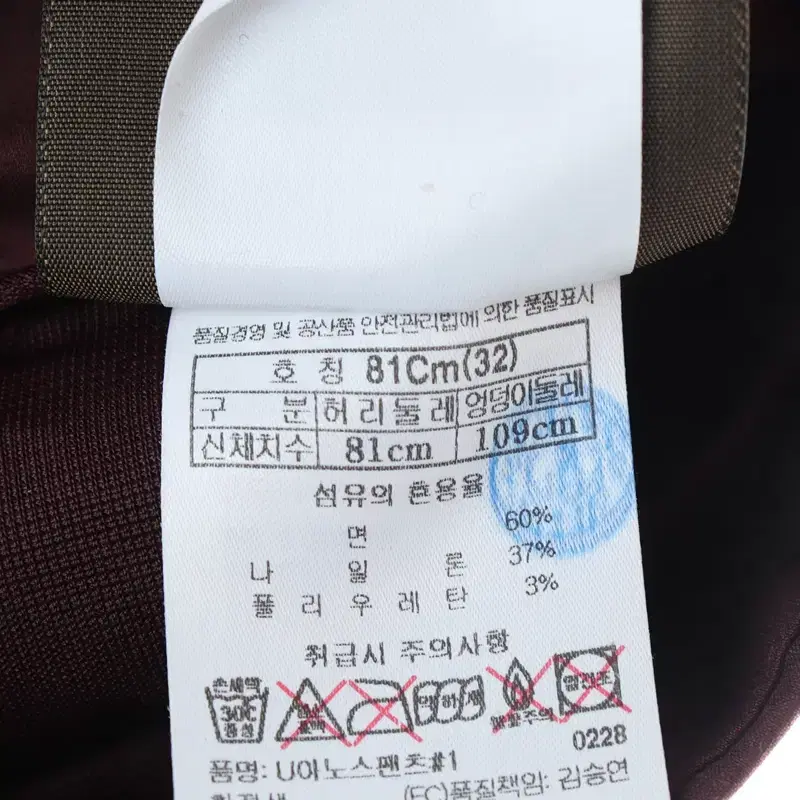 품질경영 및 공산품 안전관리법에 의한 품질표시
호 칭 81Cm(32)
구 분 허리둘레 엉덩이둘레
신체치수 81cm 109cm
섬유의 혼용율
면 60%
나 일 론 37%
폴 리 우 레 탄 3%
취급시 주의사항
손세탁
30C
중성
0228
품명: U아노스팬츠#1
(EC)품질책임: 김승연